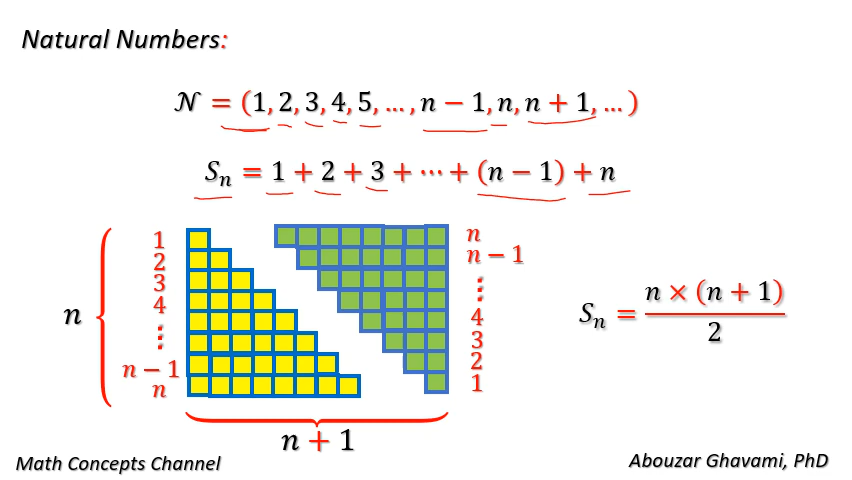 Natural Numbers:
𝒩 = (1, 2, 3, 4, 5, … , n − 1, n, n + 1, … )
Sₙ = 1 + 2 + 3 + ⋯ + (n − 1) + n
n
1
2
3
4
⋮
n − 1
n
n
n − 1
⋮
4
3
2
1
n + 1
Sₙ = n × (n + 1) / 2
Math Concepts Channel
Abouzar Ghavami, PhD